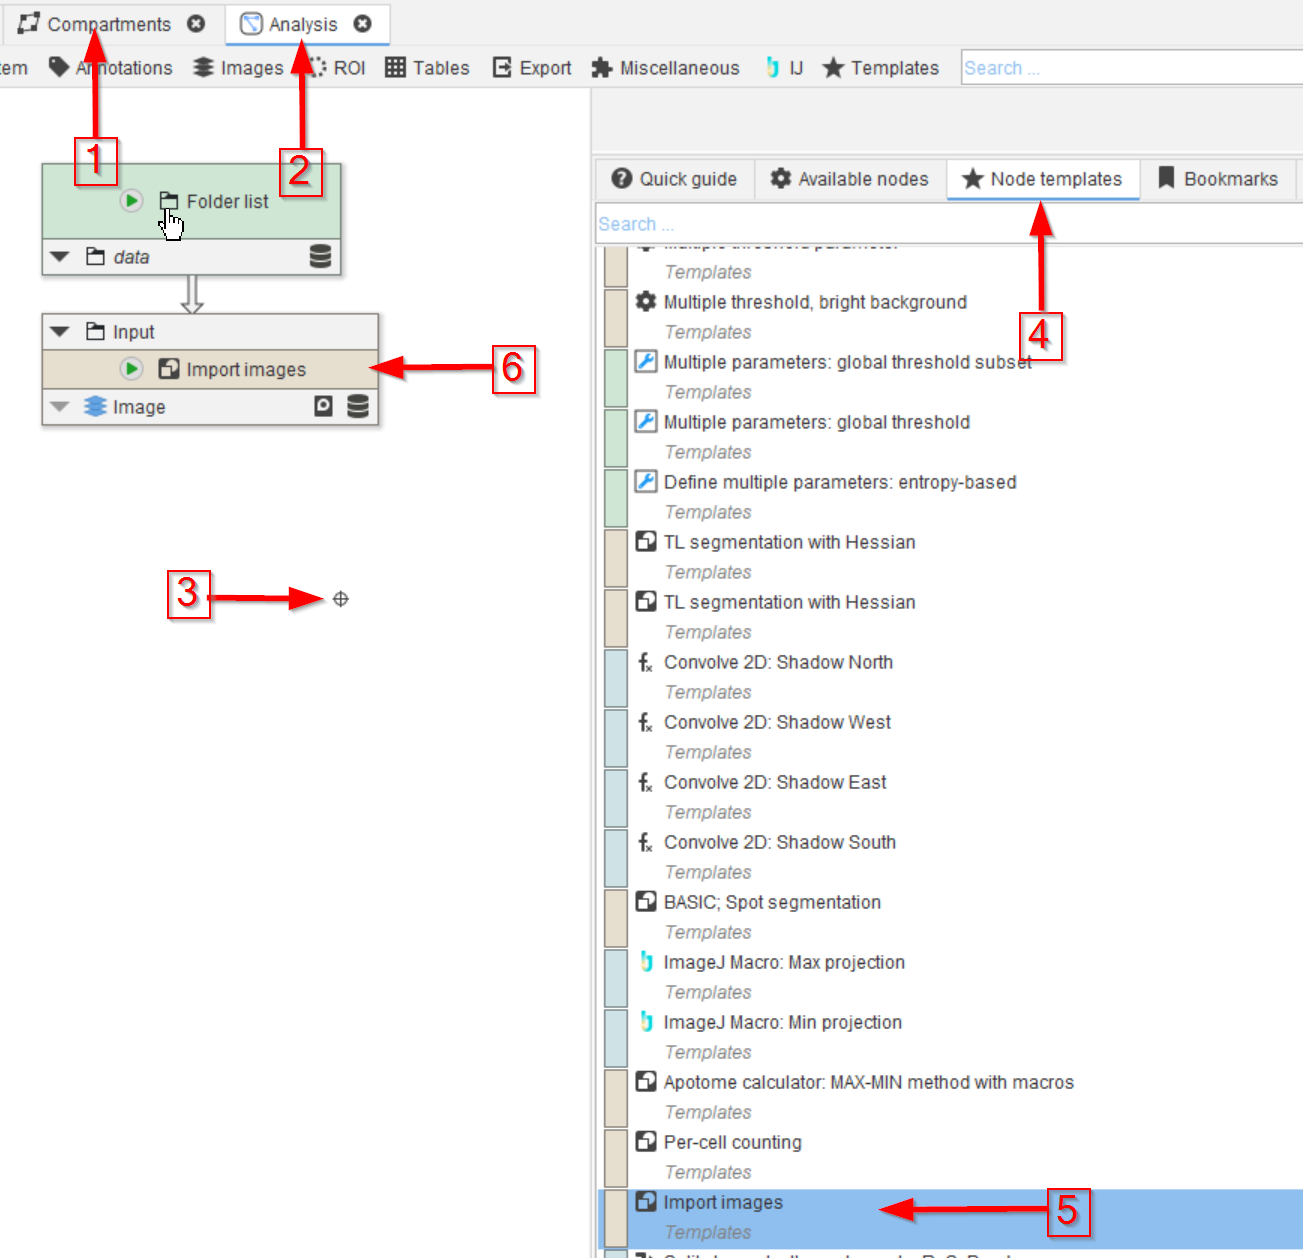 Compartments
Analysis
tem
Annotations
Images
ROI
Tables
Export
Miscellaneous
IJ
Templates
Search ...
1
2
Folder list
data
Input
Import images
Image
6
3
Quick guide
Available nodes
Node templates
Bookmarks
Search ...
4
Multiple threshold parameter
Templates
Multiple threshold, bright background
Templates
Multiple parameters: global threshold subset
Templates
Multiple parameters: global threshold
Templates
Define multiple parameters: entropy-based
Templates
TL segmentation with Hessian
Templates
TL segmentation with Hessian
Templates
Convolve 2D: Shadow North
Templates
Convolve 2D: Shadow West
Templates
Convolve 2D: Shadow East
Templates
Convolve 2D: Shadow South
Templates
BASIC; Spot segmentation
Templates
ImageJ Macro: Max projection
Templates
ImageJ Macro: Min projection
Templates
Apotome calculator: MAX-MIN method with macros
Templates
Per-cell counting
Templates
Import images
Templates
5